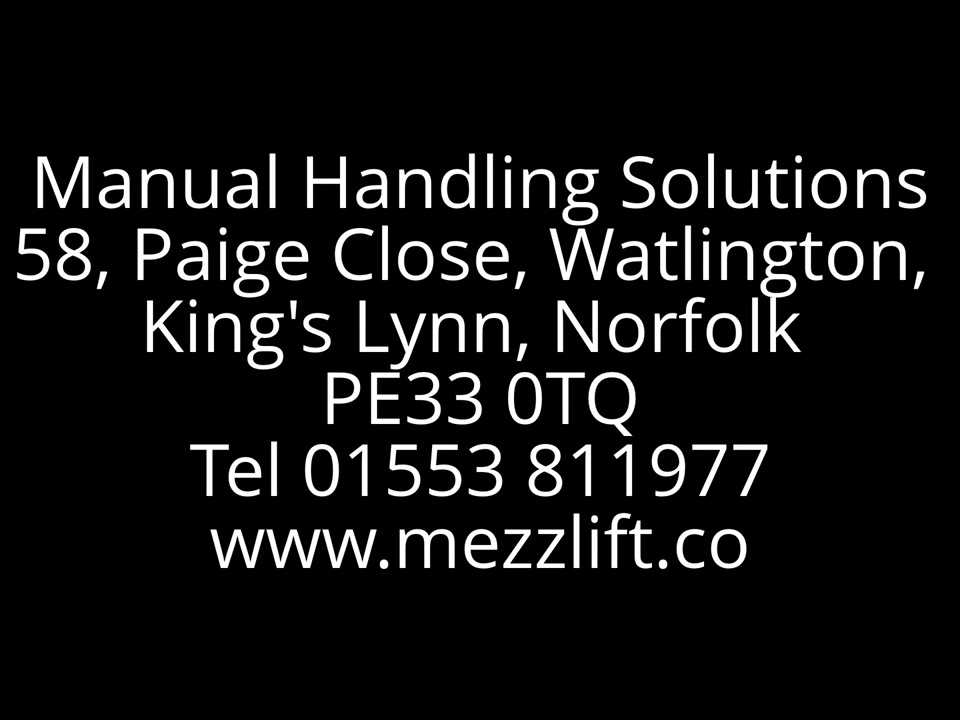 Manual Handling Solutions
58, Paige Close, Watlington,
King's Lynn, Norfolk
PE33 0TQ
Tel 01553 811977
www.mezzlift.co